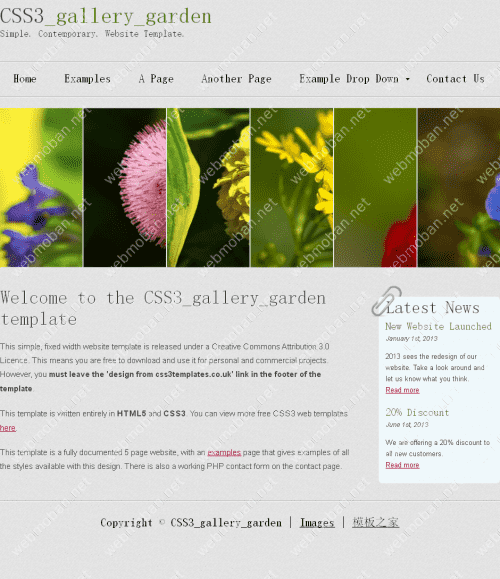 CSS3_gallery_garden
Simple. Contemporary. Website Template.
Home Examples A Page Another Page Example Drop Down Contact Us
Welcome to the CSS3_gallery_garden
template
This simple, fixed width website template is released under a Creative Commons Attribution 3.0
Licence. This means you are free to download and use it for personal and commercial projects.
However, you must leave the 'design from css3templates.co.uk' link in the footer of the
template.
This template is written entirely in HTML5 and CSS3. You can view more free CSS3 web templates
here.
This template is a fully documented 5 page website, with an examples page that gives examples of all
the styles available with this design. There is also a working PHP contact form on the contact page.
Latest News
New Website Launched
January 1st, 2013
2013 sees the redesign of our
website. Take a look around and
let us know what you think.
Read more
20% Discount
June 1st, 2013
We are offering a 20% discount to
all new customers.
Read more
Copyright © CSS3_gallery_garden | Images | 模板之家
webmoban.net